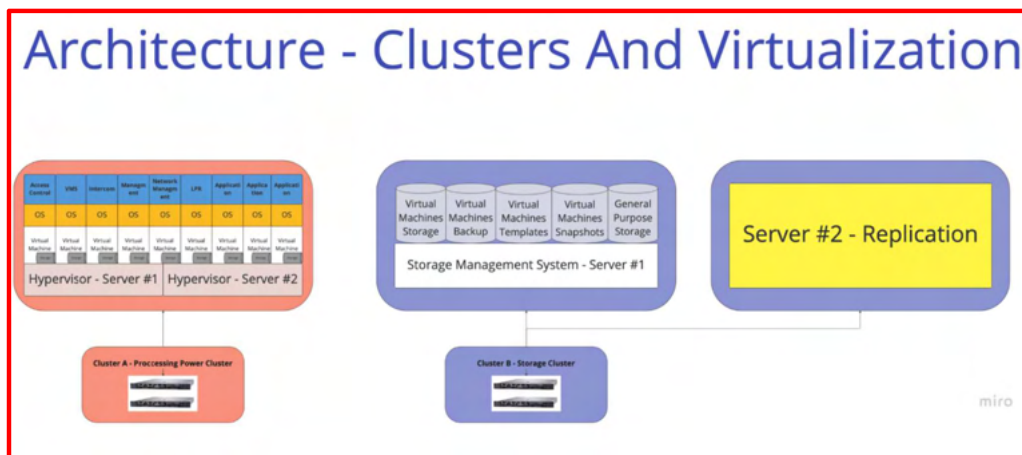 Architecture - Clusters And Virtualization
Access Control
VMS
Intercom
Managment
Network Managment
LPR
Application
Application
Application
OS OS OS OS OS OS OS OS OS
Virtual Machine
Virtual Machine
Virtual Machine
Virtual Machine
Virtual Machine
Virtual Machine
Virtual Machine
Virtual Machine
Virtual Machine
Hypervisor - Server #1
Hypervisor - Server #2
Cluster A - Proccessing Power Cluster
Virtual
Machines
Storage
Virtual
Machines
Backup
Virtual
Machines
Templates
Virtual
Machines
Snapshots
General
Purpose
Storage
Storage Management System - Server #1
Server #2 - Replication
Cluster B - Storage Cluster
miro